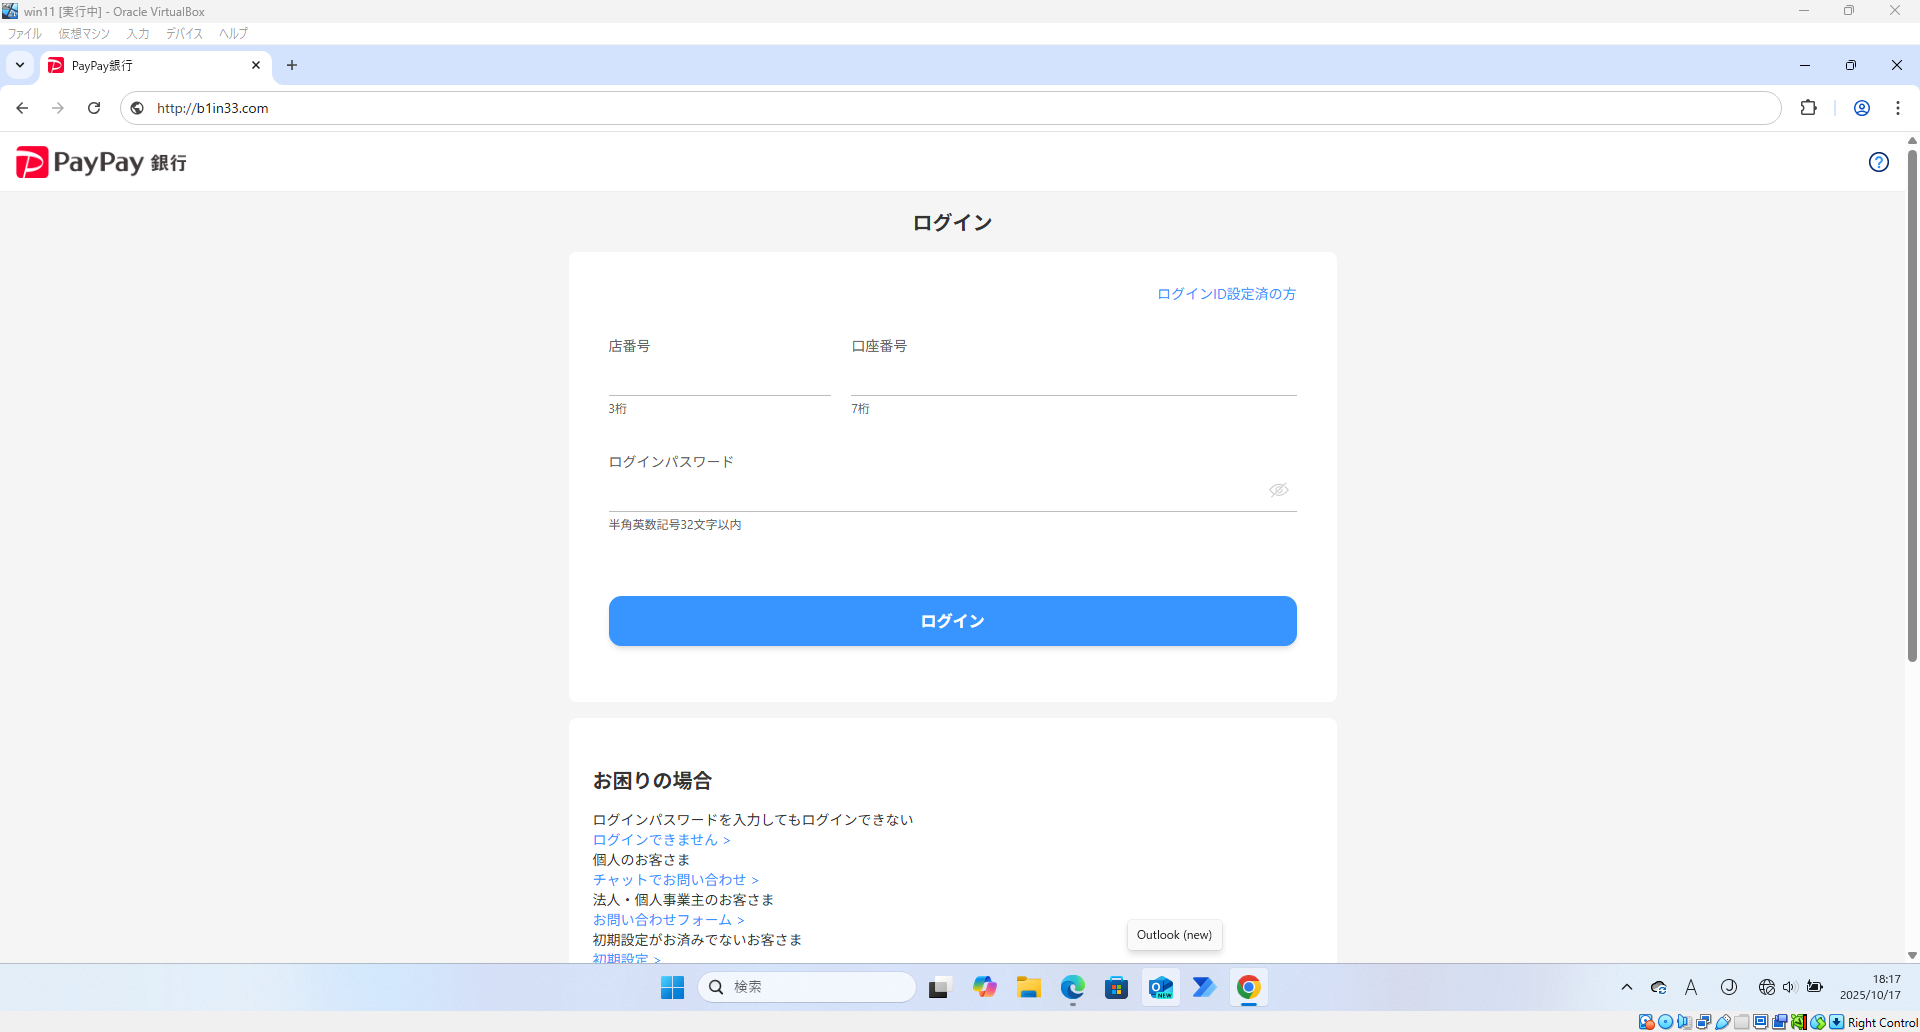 win11 [実行中] - Oracle VirtualBox
ファイル 仮想マシン 入力 デバイス ヘルプ
PayPay銀行
http://b1in33.com
PayPay 銀行
ログイン
ログインID設定済の方
店番号 口座番号
3桁 7桁
ログインパスワード
半角英数記号32文字以内
ログイン
お困りの場合
ログインパスワードを入力してもログインできない
ログインできません >
個人のお客さま
チャットでお問い合わせ >
法人・個人事業主のお客さま
お問い合わせフォーム >
初期設定がお済みでないお客さま
初期設定 >
Outlook (new)
検索
NEW
A
J
18:17
2025/10/17
Right Control